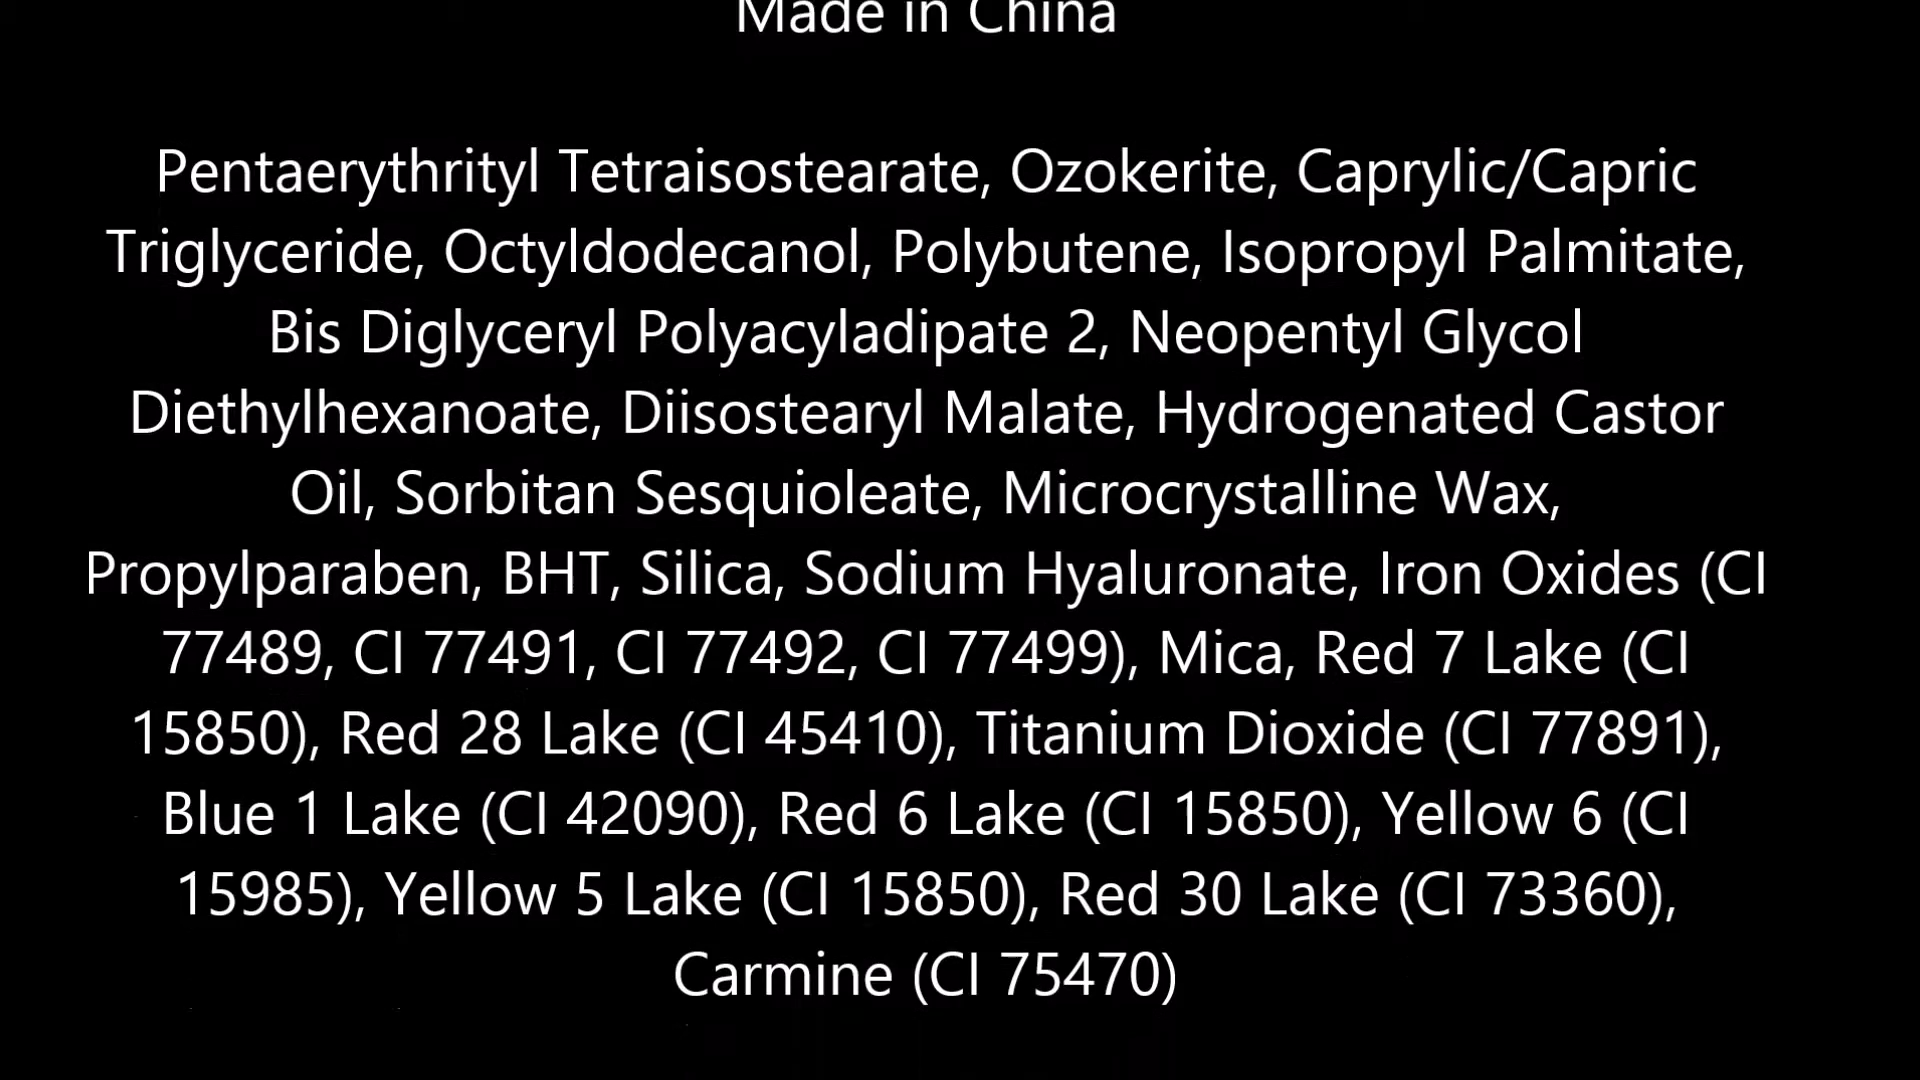 Made in China
Pentaerythrityl Tetraisostearate, Ozokerite, Caprylic/Capric
Triglyceride, Octyldodecanol, Polybutene, Isopropyl Palmitate,
Bis Diglyceryl Polyacyladipate 2, Neopentyl Glycol
Diethylhexanoate, Diisostearyl Malate, Hydrogenated Castor
Oil, Sorbitan Sesquioleate, Microcrystalline Wax,
Propylparaben, BHT, Silica, Sodium Hyaluronate, Iron Oxides (CI
77489, CI 77491, CI 77492, CI 77499), Mica, Red 7 Lake (CI
15850), Red 28 Lake (CI 45410), Titanium Dioxide (CI 77891),
Blue 1 Lake (CI 42090), Red 6 Lake (CI 15850), Yellow 6 (CI
15985), Yellow 5 Lake (CI 15850), Red 30 Lake (CI 73360),
Carmine (CI 75470)